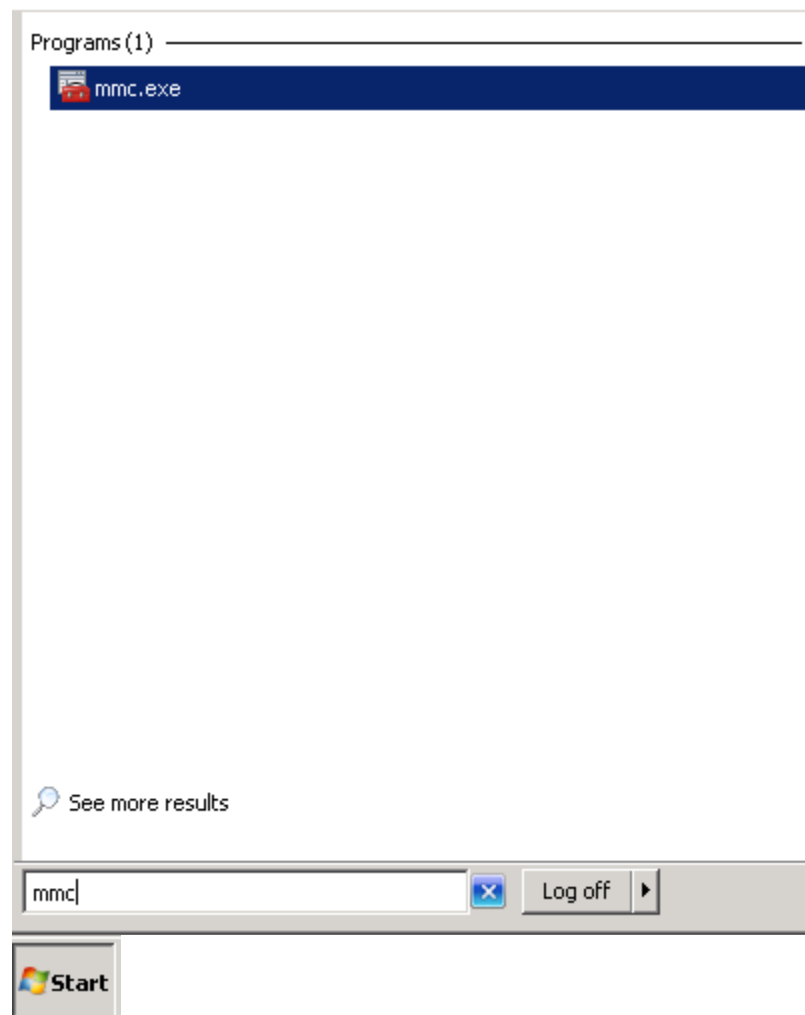 Programs (1)
mmc.exe
See more results
mmc
Log off
Start